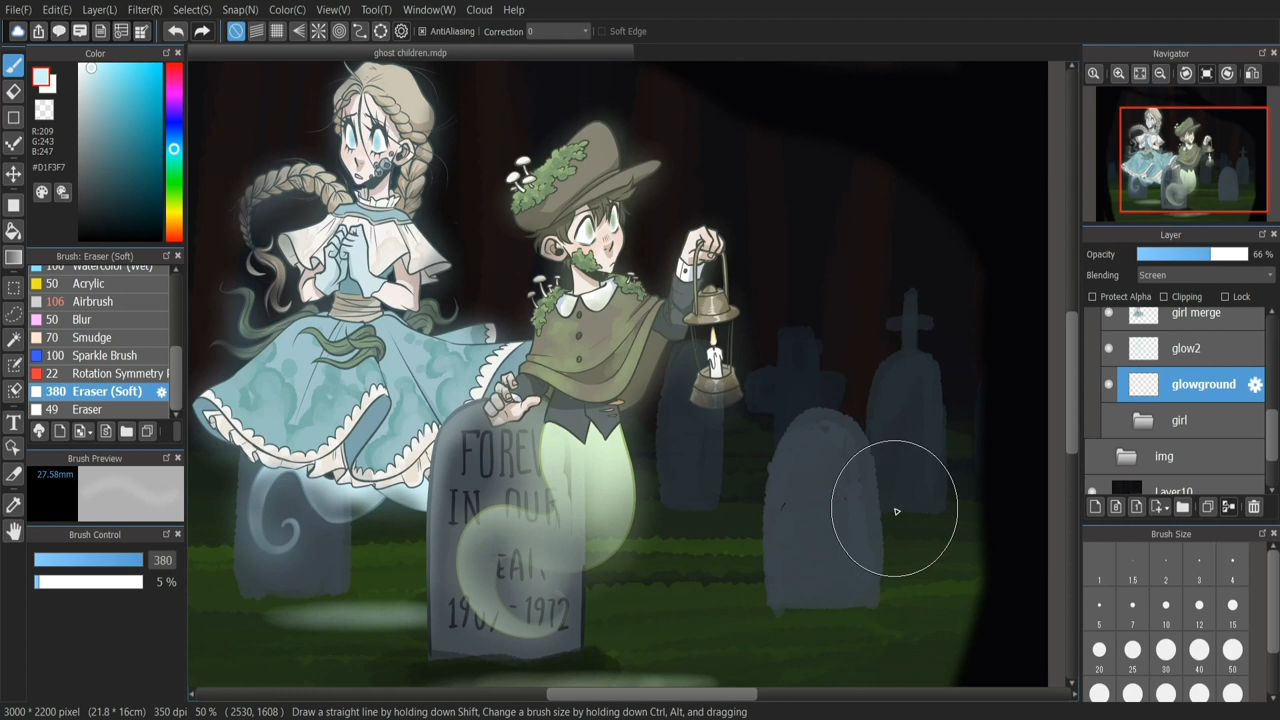 File(F) Edit(E) Layer(L) Filter(R) Select(S) Snap(N) Color(C) View(V) Tool(T) Window(W) Cloud Help
AntiAliasing Correction 0 Soft Edge
Color
ghost children.mdp
Navigator
R:209
G:243
B:247
#D1F3F7
Layer
Opacity 66 %
Blending Screen
Protect Alpha Clipping Lock
girl merge
glow2
glowground
girl
img
Layer10
Brush: Eraser (Soft)
100 Watercolor (Wet)
50 Acrylic
106 Airbrush
50 Blur
70 Smudge
100 Sparkle Brush
22 Rotation Symmetry
380 Eraser (Soft)
49 Eraser
Brush Preview
27.58mm
Brush Control
380
5 %
IN OUR
Brush Size
1 1.5 2 3 4
5 7 10 12 15
20 25 30 40 50
3000 * 2200 pixel (21.8 * 16cm) 350 dpi 50 % ( 2530, 1608 ) Draw a straight line by holding down Shift, Change a brush size by holding down Ctrl, Alt, and dragging